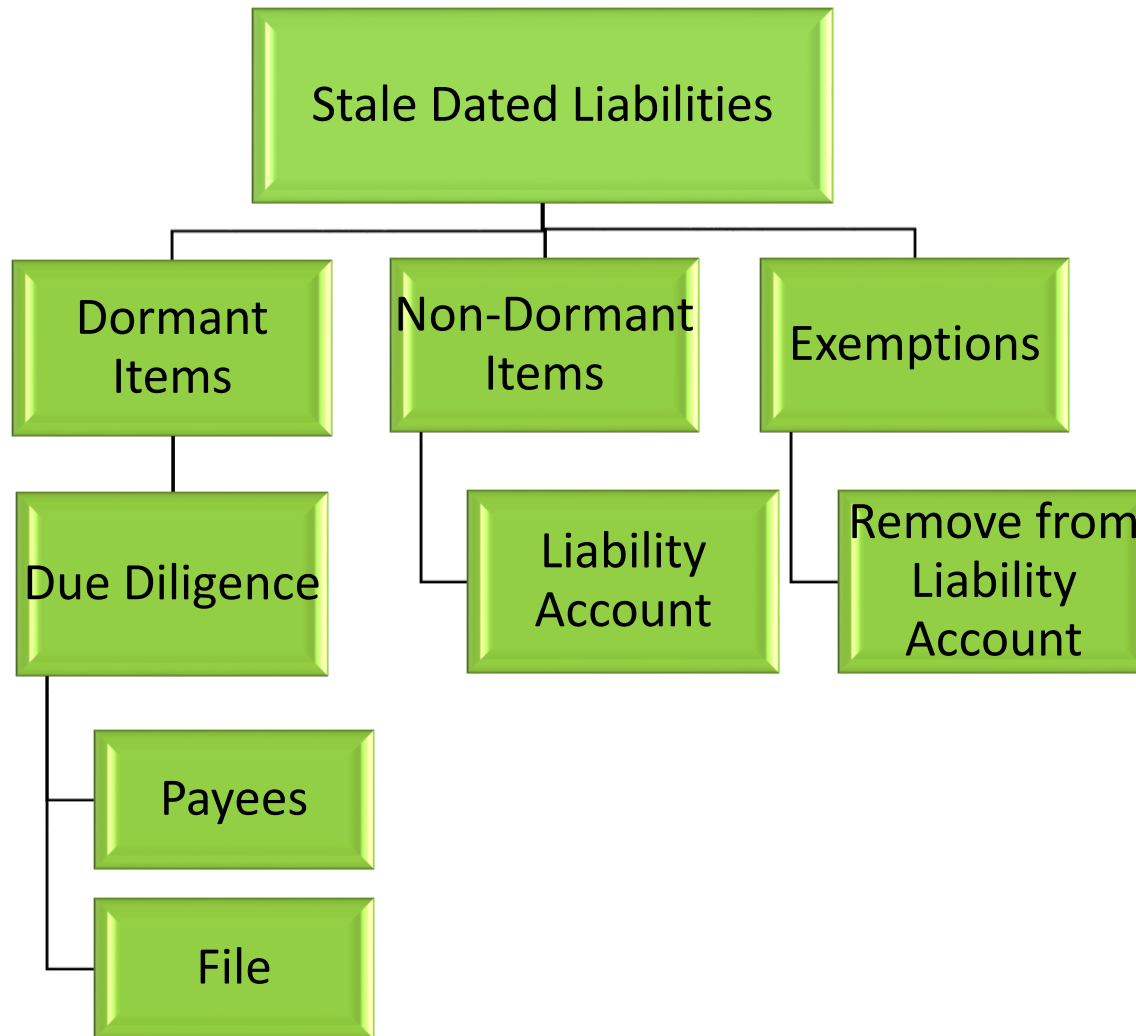 Stale Dated Liabilities
Dormant
Items
Non-Dormant
Items
Exemptions
Due Diligence
Liability
Account
Remove from
Liability
Account
Payees
File